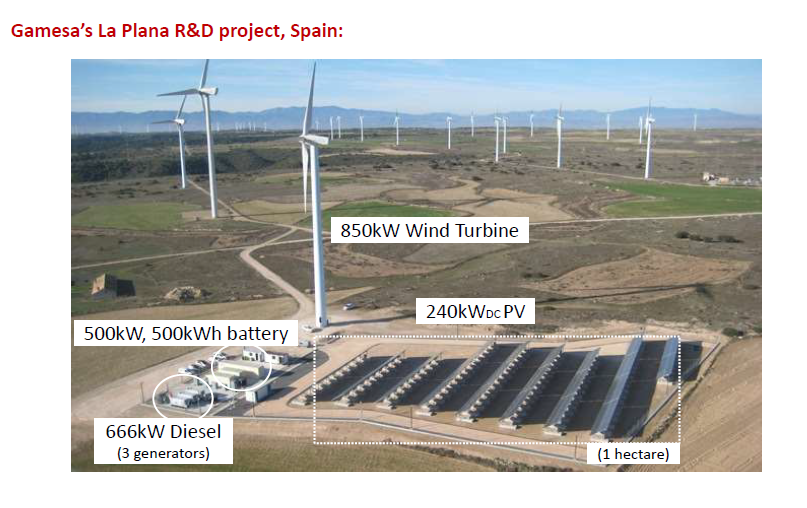 Gamesa's La Plana R&D project, Spain:
850kW Wind Turbine
240kWDC PV
500kW, 500kWh battery
666kW Diesel
(3 generators)
(1 hectare)